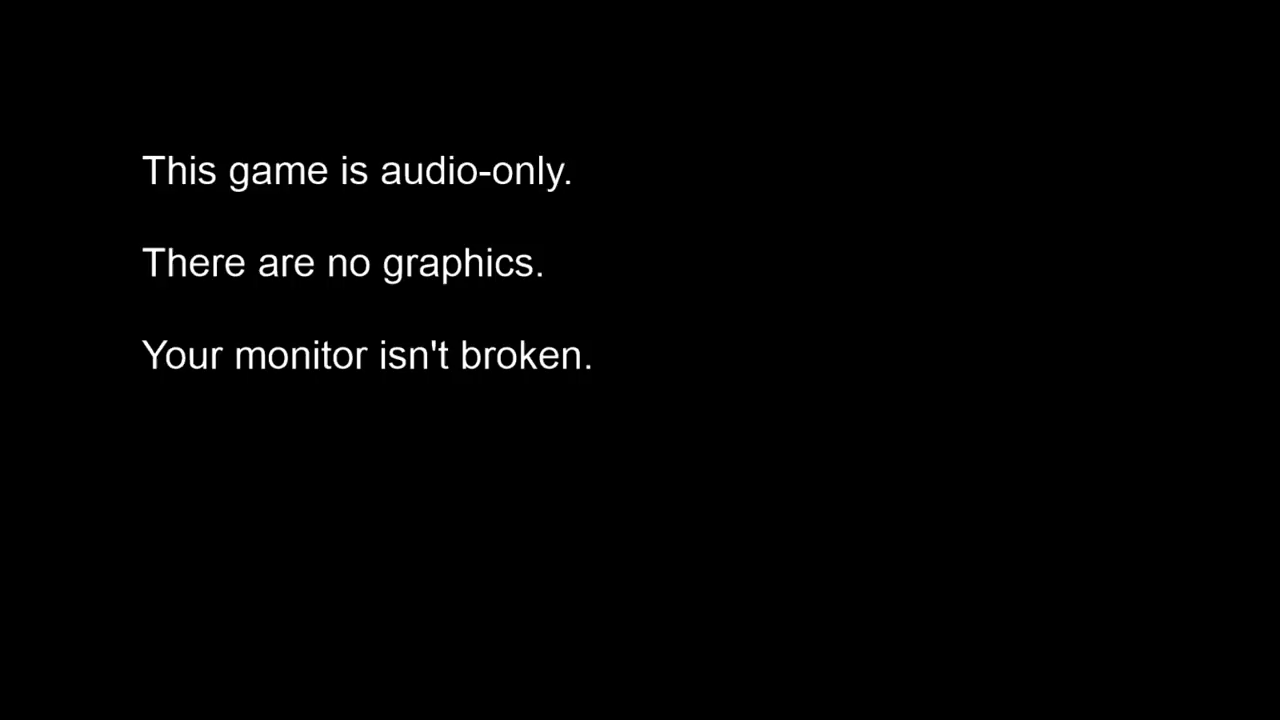 This game is audio-only.
There are no graphics.
Your monitor isn't broken.